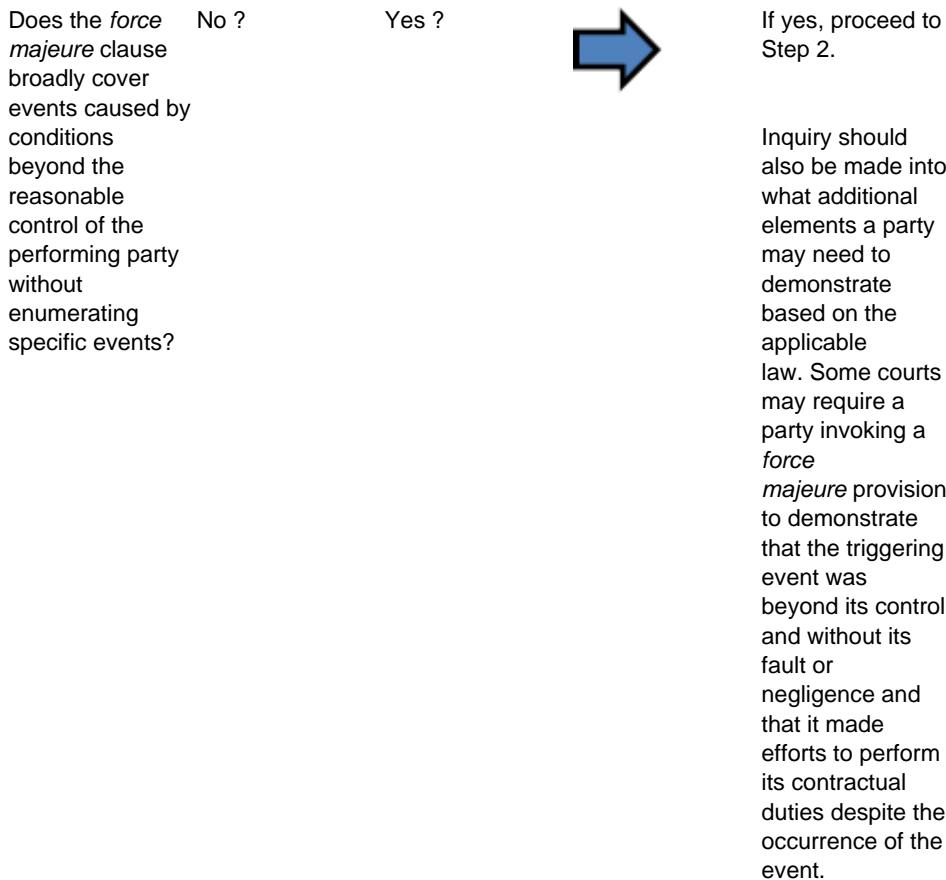 Does the force
majeure clause
broadly cover
events caused by
conditions
beyond the
reasonable
control of the
performing party
without
enumerating
specific events?
No ?
Yes ?
If yes, proceed to
Step 2.
Inquiry should
also be made into
what additional
elements a party
may need to
demonstrate
based on the
applicable
law. Some courts
may require a
party invoking a
force
majeure provision
to demonstrate
that the triggering
event was
beyond its control
and without its
fault or
negligence and
that it made
efforts to perform
its contractual
duties despite the
occurrence of the
event.